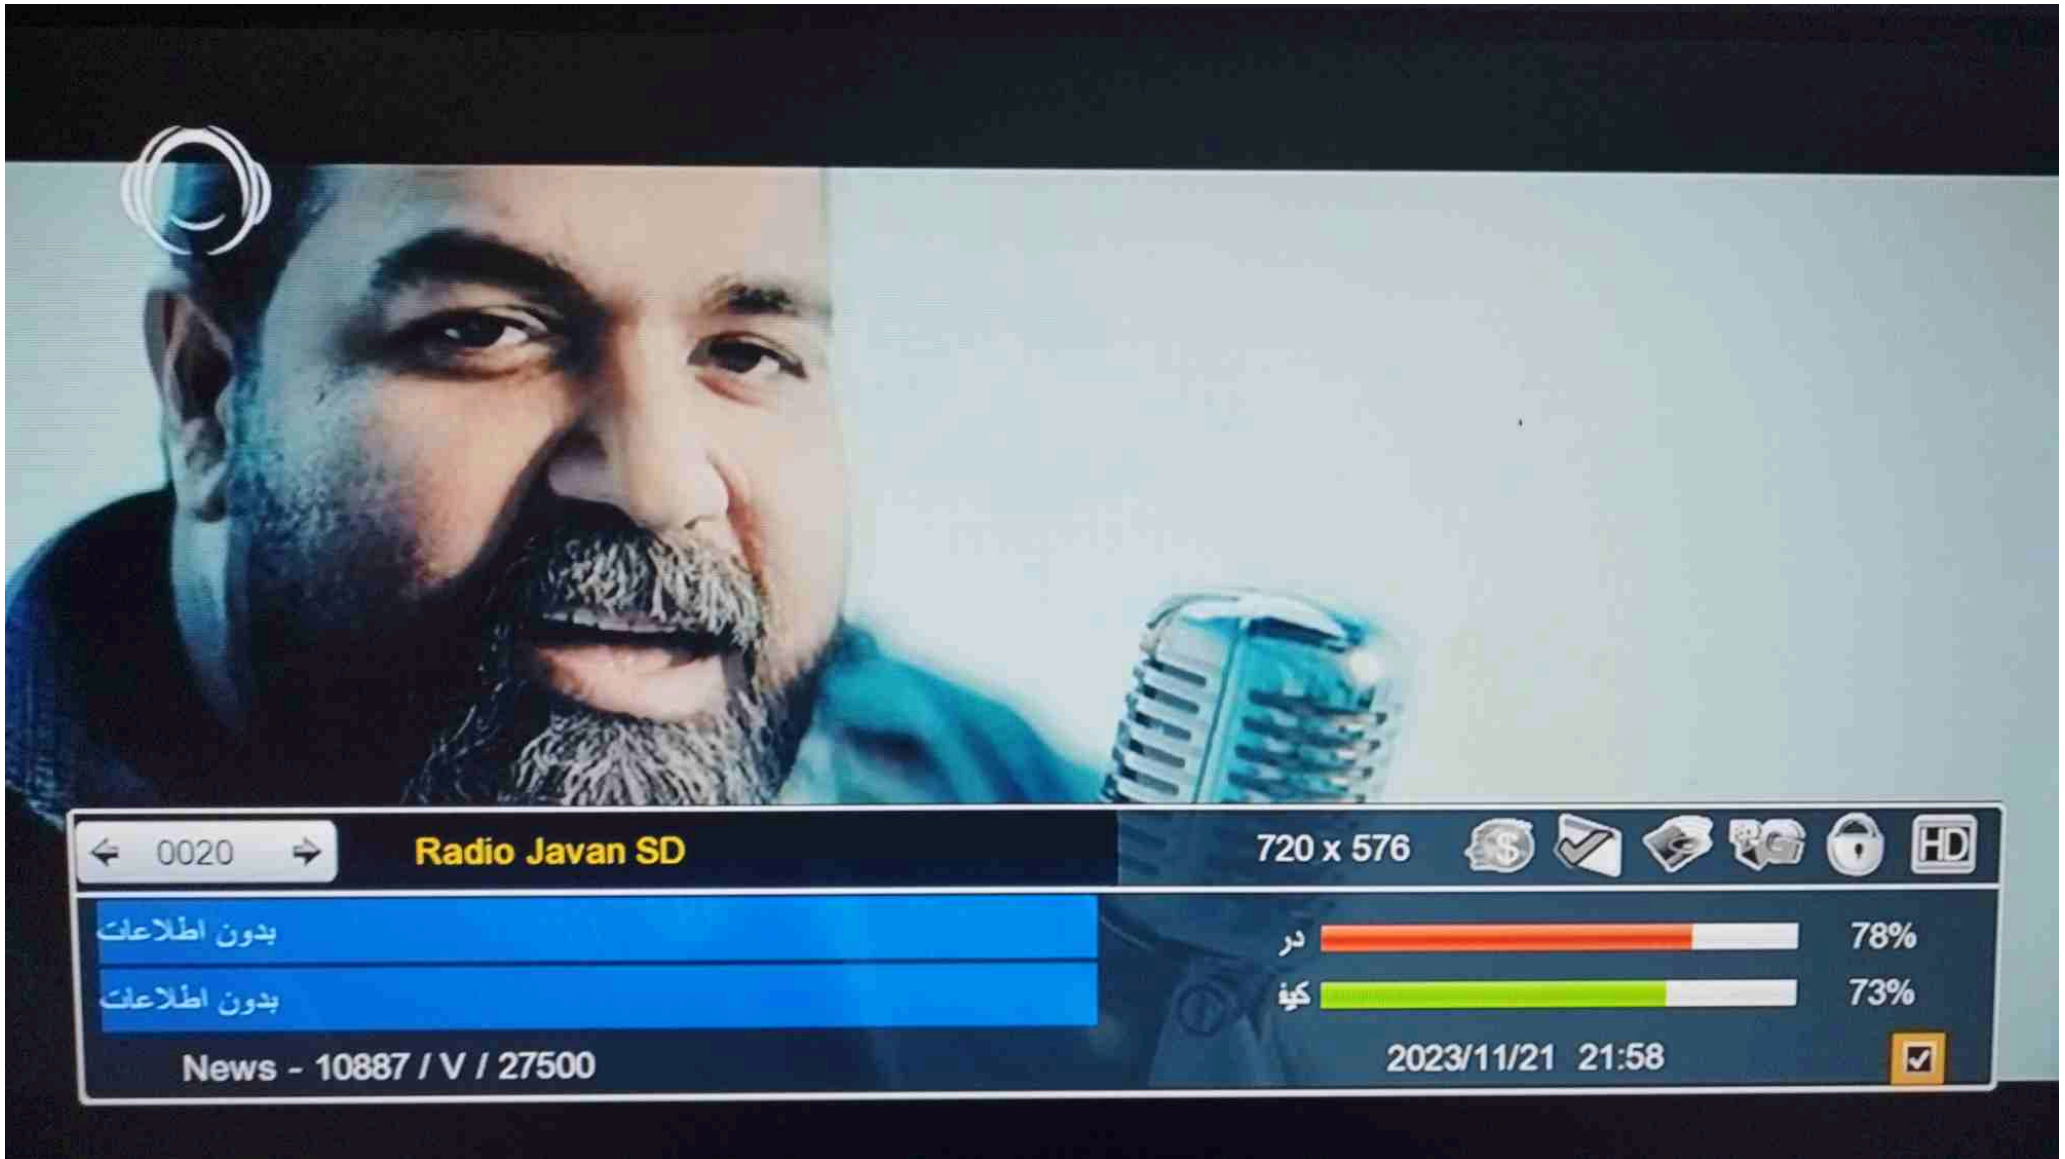 0020 Radio Javan SD 720 x 576 HD
بدون اطلاعات
در 78%
بدون اطلاعات
کیف 73%
News - 10887 / V / 27500 2023/11/21 21:58